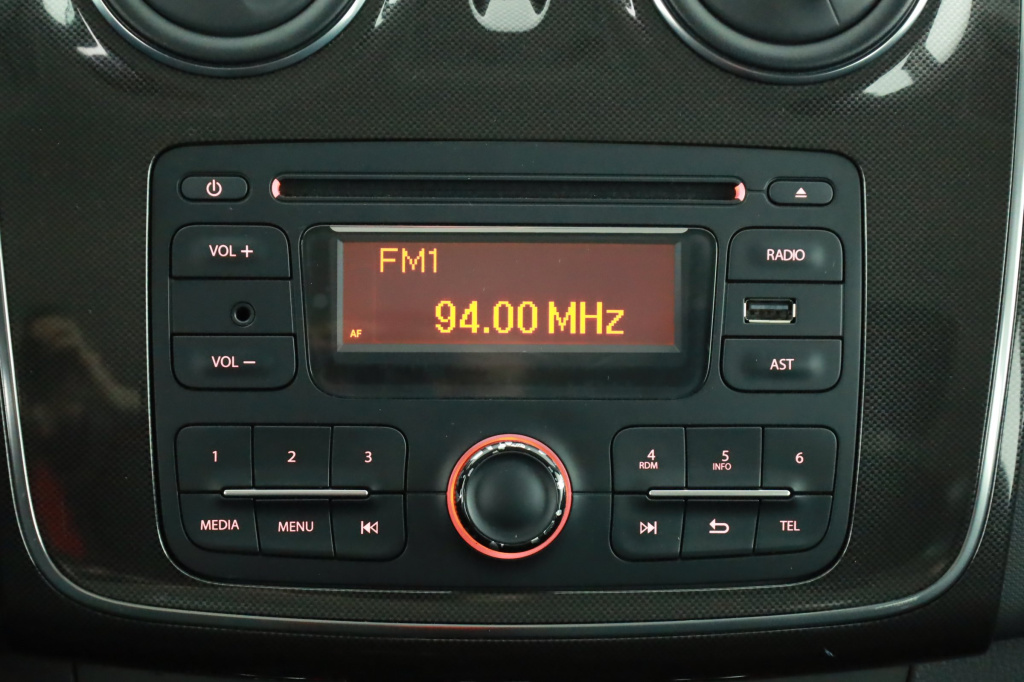 VOL +
RADIO
FM1
94.00 MHz
AF
VOL –
AST
1
2
3
4
RDM
5
INFO
6
MEDIA
MENU
TEL